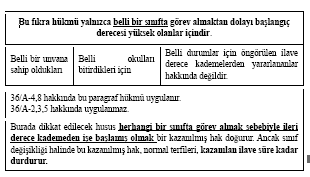 Bu fıkra hükmü yalnızca belli bir sınıfta görev almaktan dolayı başlangıç
derecesi yüksek olanlar içindir.
Belli bir unvana
sahip oldukları
Belli okulları
bitirdikleri için
Belli durumlar için öngörülen ilave
derece kademelerden yararlananlar
hakkında değildir.
36/A-4,8 hakkında bu paragraf hükmü uygulanır.
36/A-2,3,5 hakkında uygulanmaz.
Burada dikkat edilecek husus herhangi bir sınıfta görev almak sebebiyle ileri
derece kademeden işe başlamış olmak bir kazanılmış hak doğurur. Ancak sınıf
değişikliği halinde bu kazanılmış hak, normal terfileri, kazanılan ilave süre kadar
durdurur.